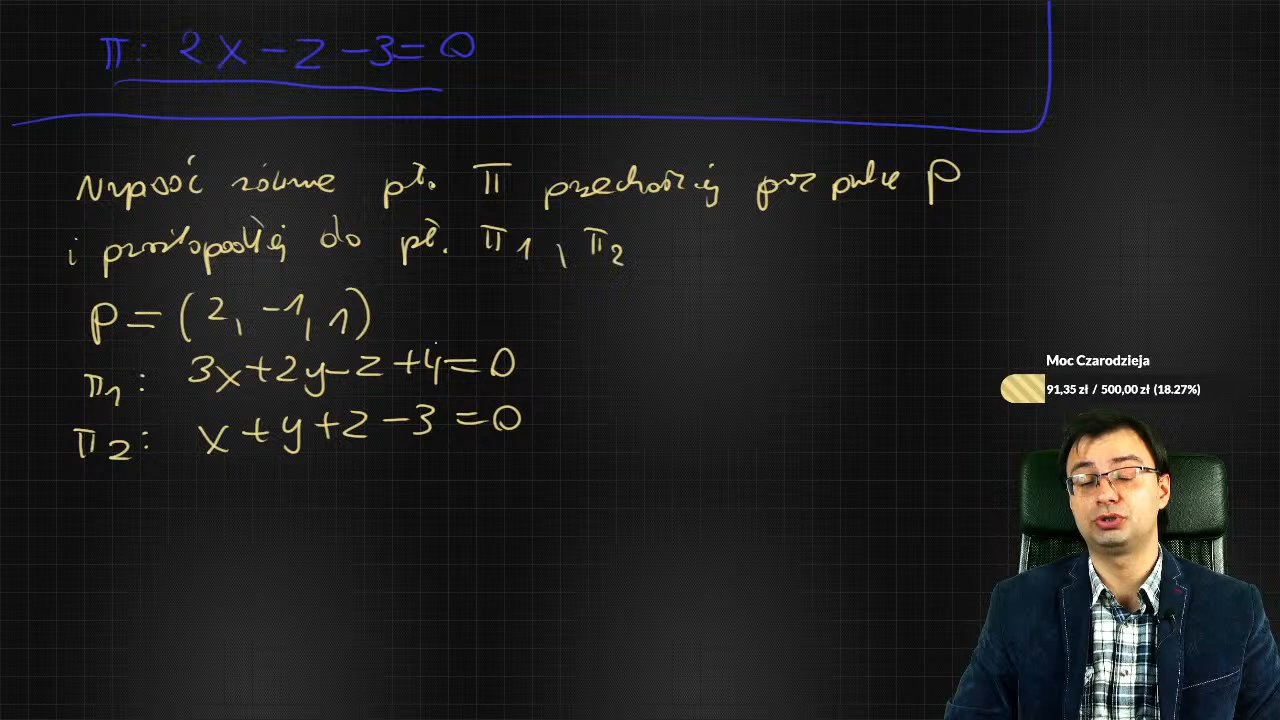 π: 2x - z - 3 = 0
Napisać równanie pł. π przechodzącej przez punkt P
i prostopadłej do pł. π1, π2
P = (2, -1, 1)
π1: 3x + 2y - z + 4 = 0
π2: x + y + z - 3 = 0
Moc Czarodzieja
91,35 zł / 500,00 zł (18.27%)